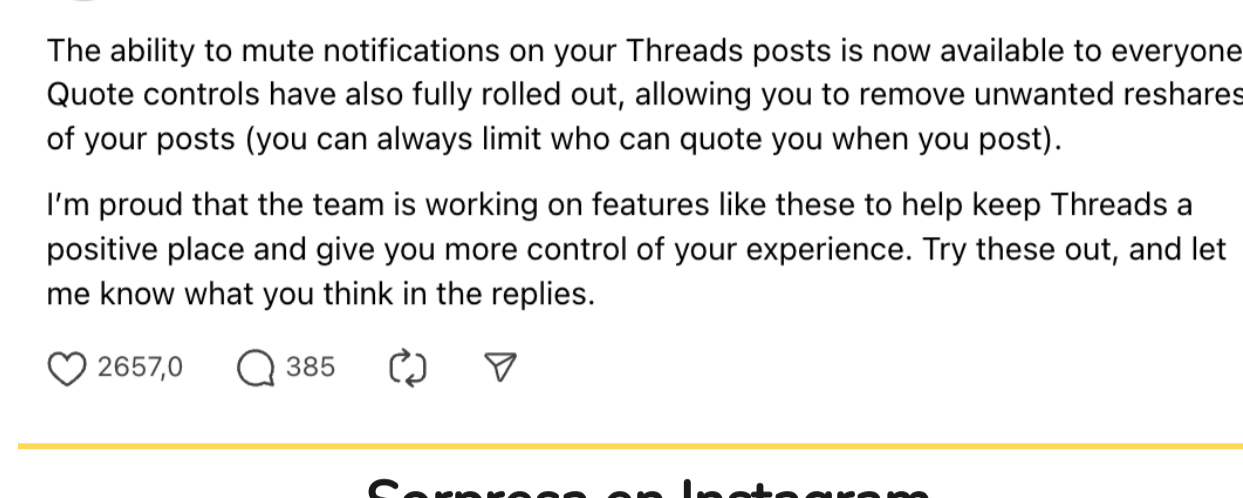 The ability to mute notifications on your Threads posts is now available to everyone
Quote controls have also fully rolled out, allowing you to remove unwanted reshares
of your posts (you can always limit who can quote you when you post).
I’m proud that the team is working on features like these to help keep Threads a
positive place and give you more control of your experience. Try these out, and let
me know what you think in the replies.
2657,0 385
Sorpresa en Instagram